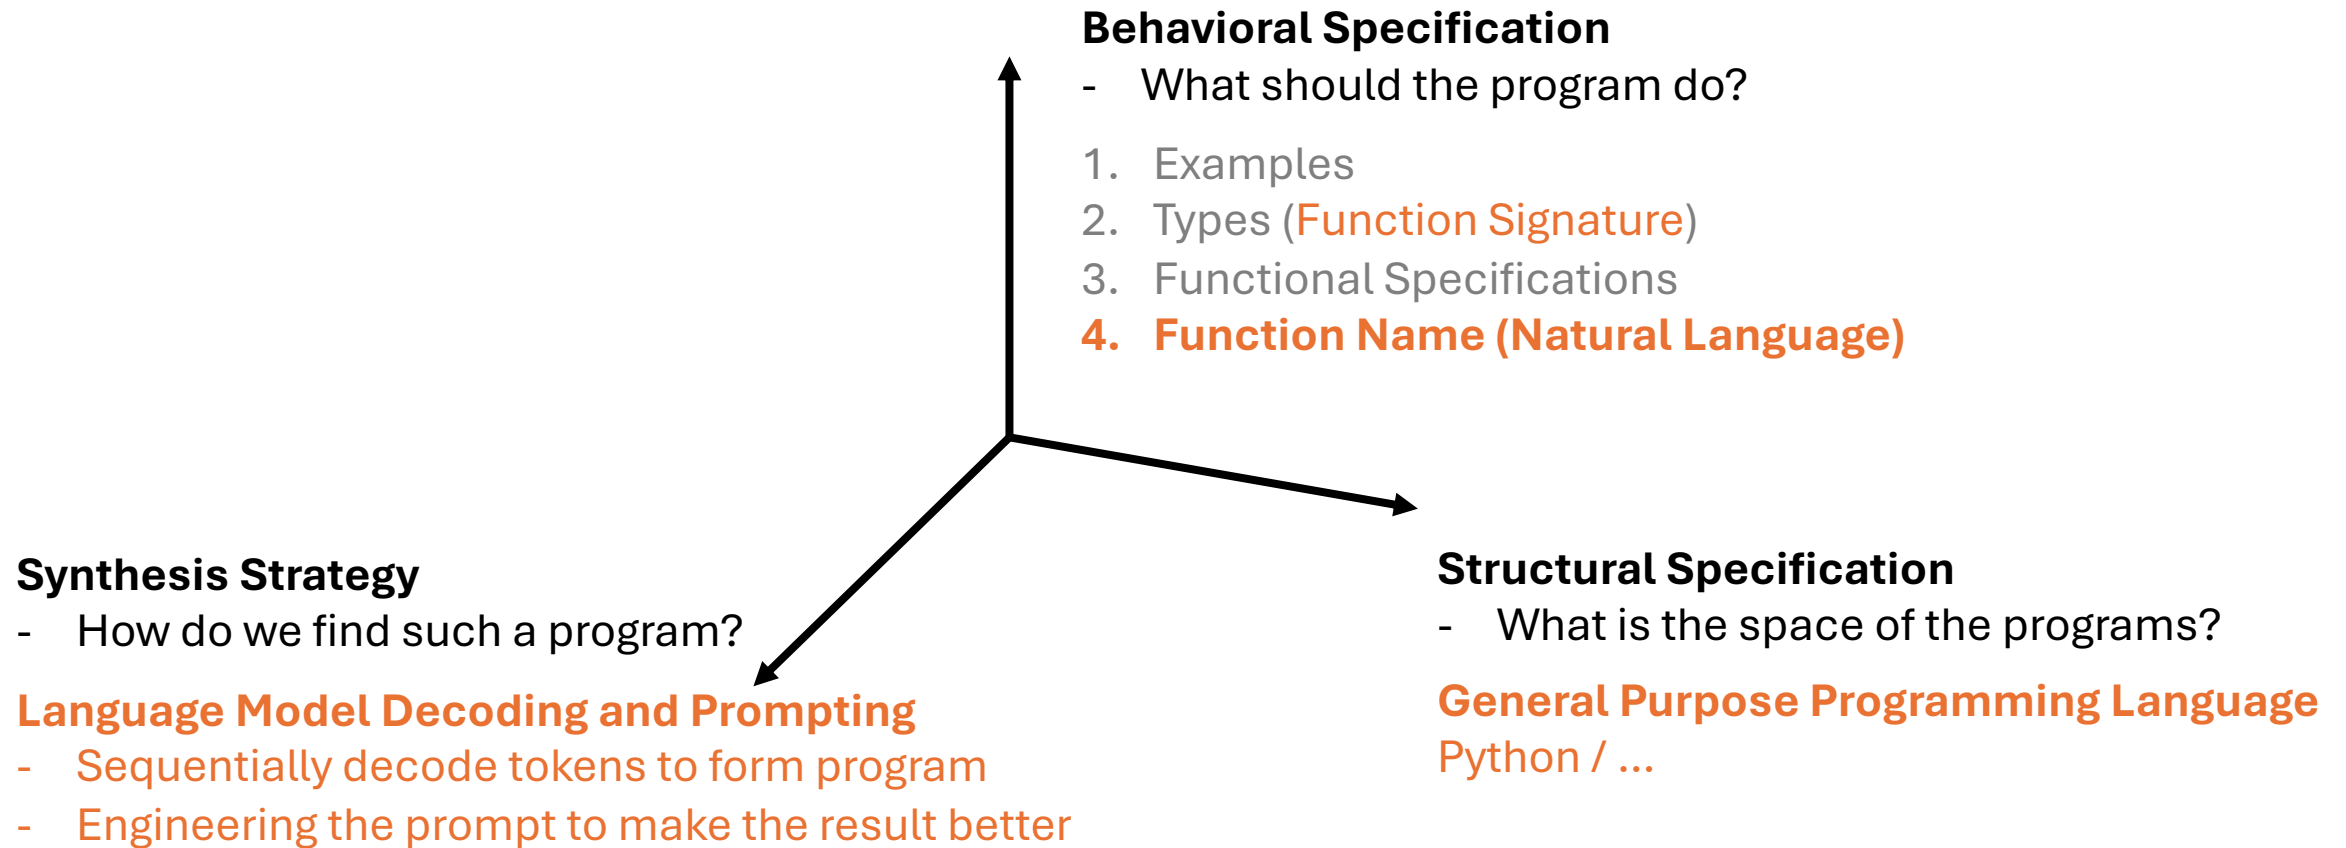 Behavioral Specification
- What should the program do?
1. Examples
2. Types (Function Signature)
3. Functional Specifications
4. Function Name (Natural Language)
Synthesis Strategy
- How do we find such a program?
Language Model Decoding and Prompting
- Sequentially decode tokens to form program
- Engineering the prompt to make the result better
Structural Specification
- What is the space of the programs?
General Purpose Programming Language
Python / ...